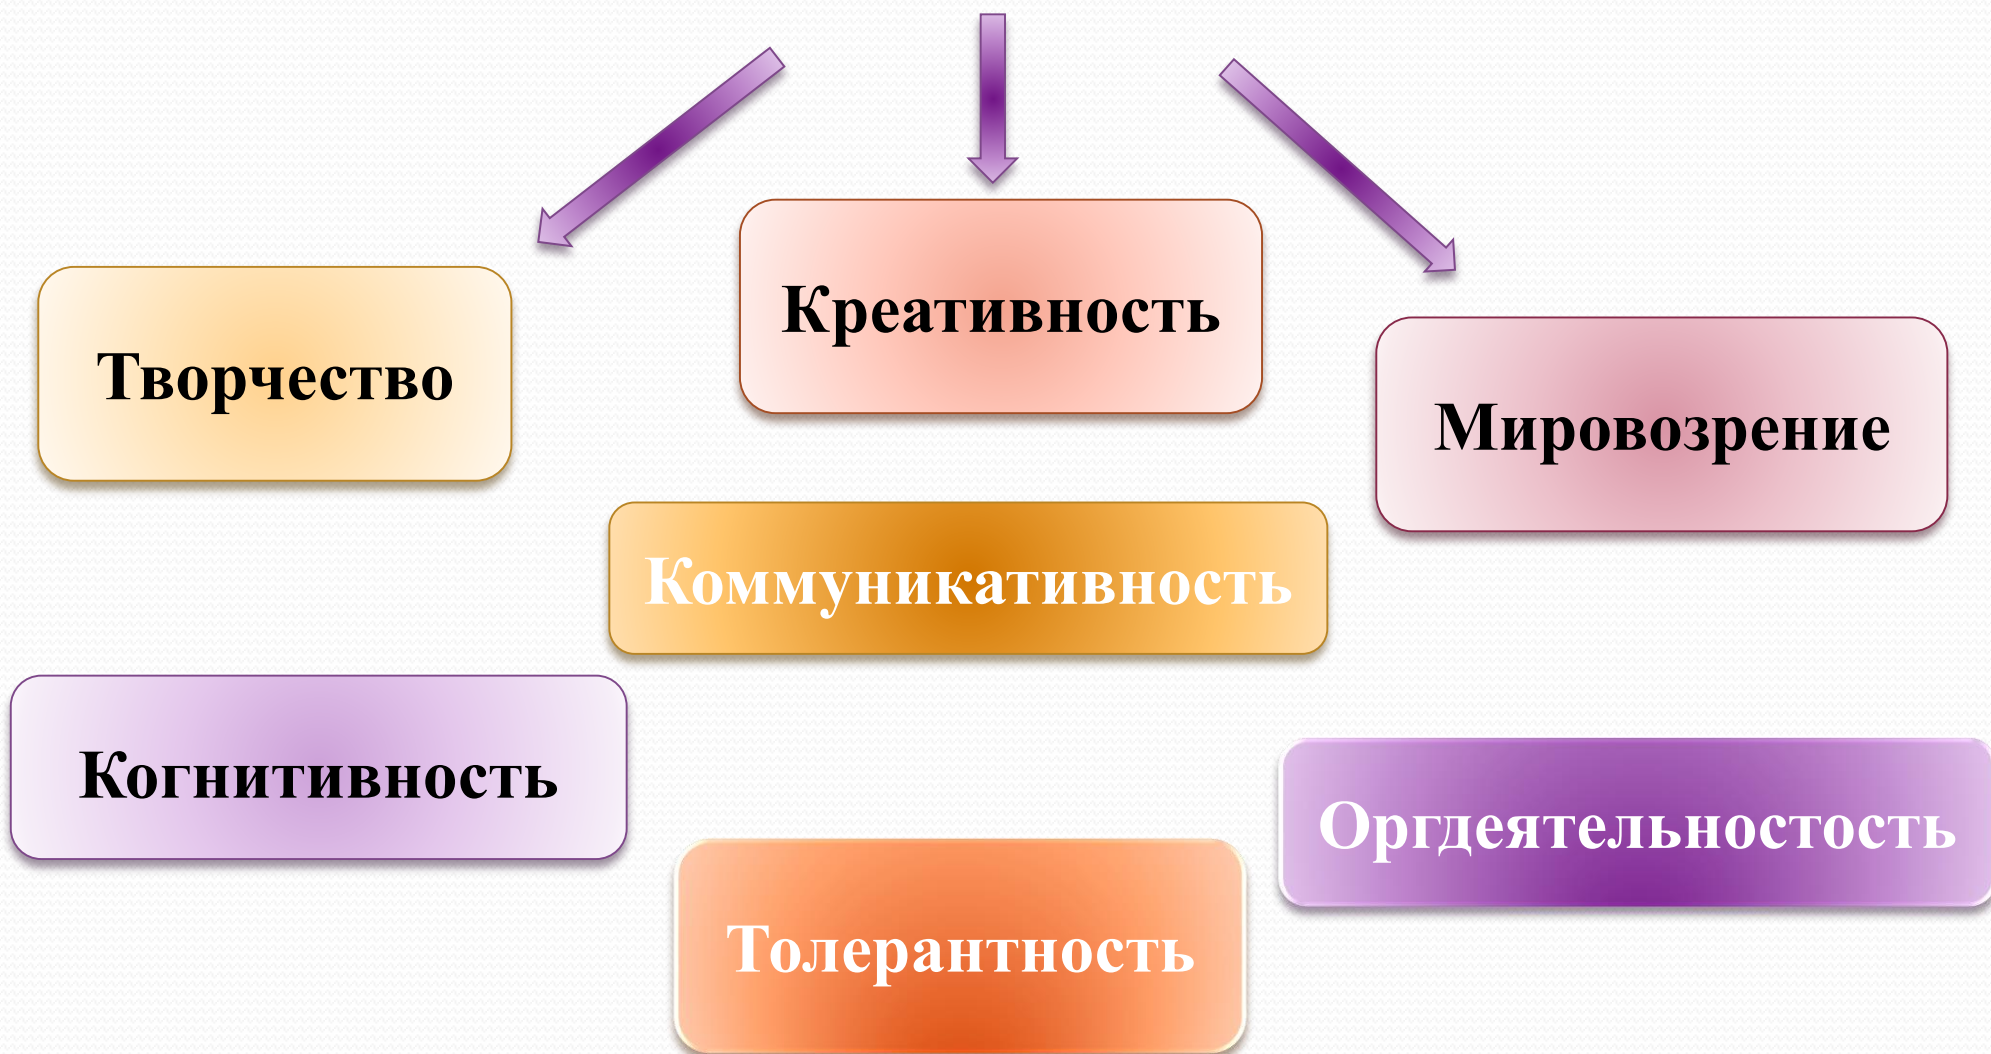 Креативность
Творчество
Мировозрение
Коммуникативность
Когнитивность
Оргдеятельностость
Толерантность